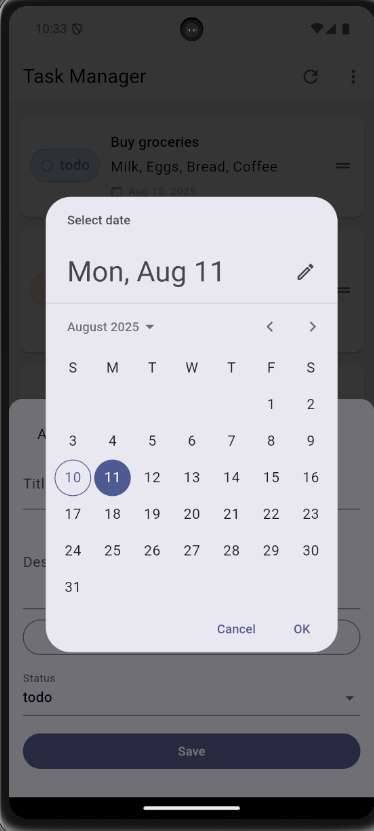 10:33
Task Manager
Buy groceries
todo
Milk, Eggs, Bread, Coffee
Aug 15, 2025
Select date
Mon, Aug 11
August 2025
S M T W T F S
1 2
3 4 5 6 7 8 9
10 11 12 13 14 15 16
17 18 19 20 21 22 23
24 25 26 27 28 29 30
31
Cancel OK
A
Titl
Des
Status
todo
Save